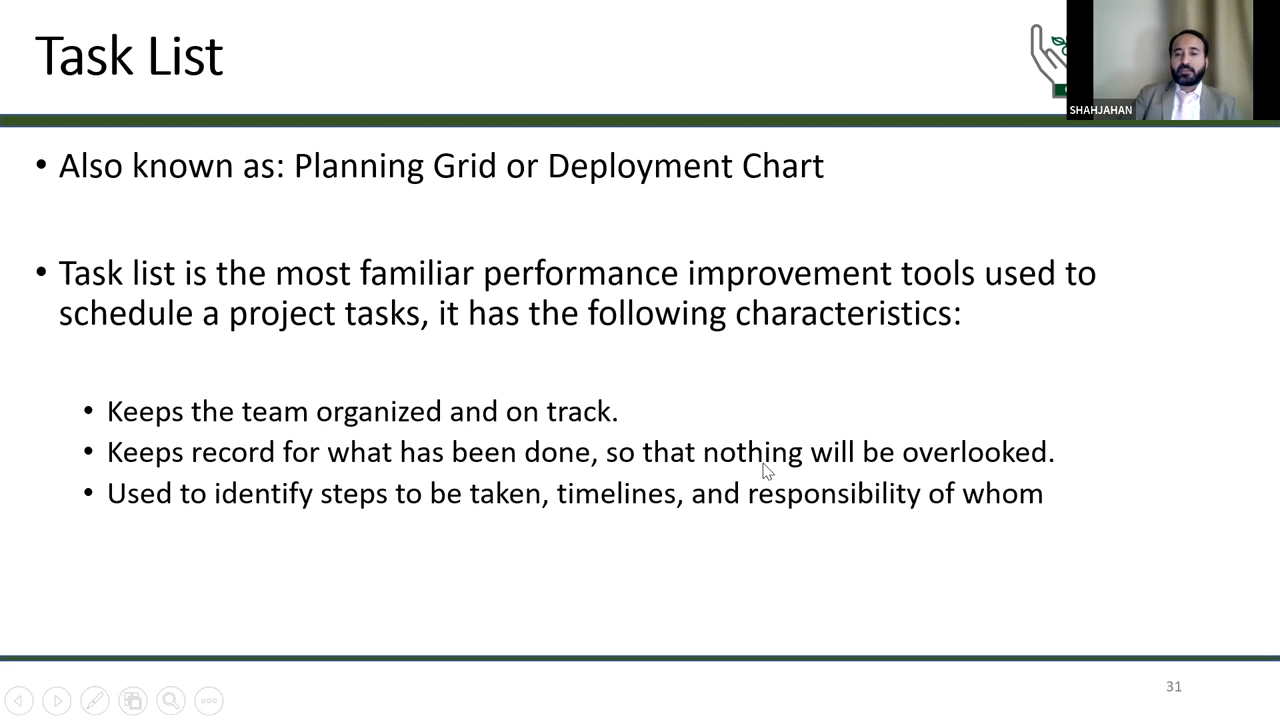 Task List
SHAHJAHAN
• Also known as: Planning Grid or Deployment Chart
• Task list is the most familiar performance improvement tools used to
schedule a project tasks, it has the following characteristics:
• Keeps the team organized and on track.
• Keeps record for what has been done, so that nothing will be overlooked.
• Used to identify steps to be taken, timelines, and responsibility of whom
31